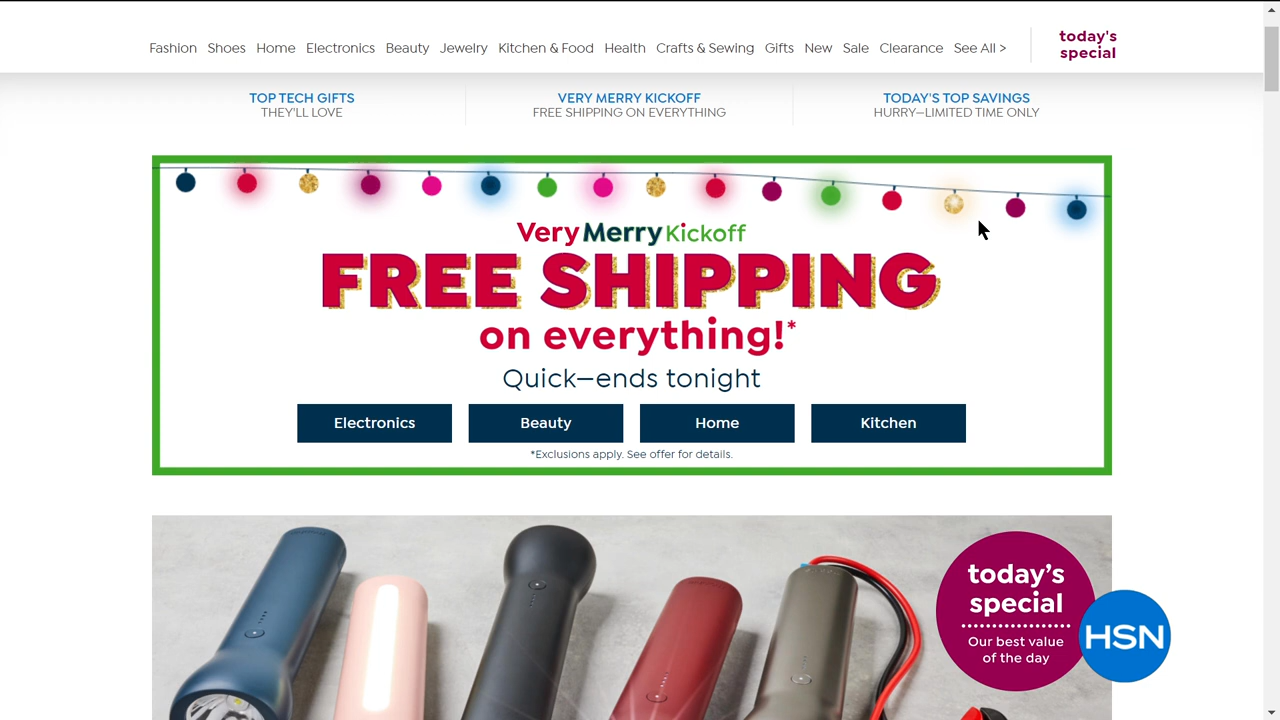 Fashion Shoes Home Electronics Beauty Jewelry Kitchen & Food Health Crafts & Sewing Gifts New Sale Clearance See All >
today's
special
TOP TECH GIFTS
THEY'LL LOVE
VERY MERRY KICKOFF
FREE SHIPPING ON EVERYTHING
TODAY'S TOP SAVINGS
HURRY—LIMITED TIME ONLY
Very Merry Kickoff
FREE SHIPPING
on everything!*
Quick—ends tonight
Electronics Beauty Home Kitchen
*Exclusions apply. See offer for details.
today's
special
Our best value
of the day
HSN